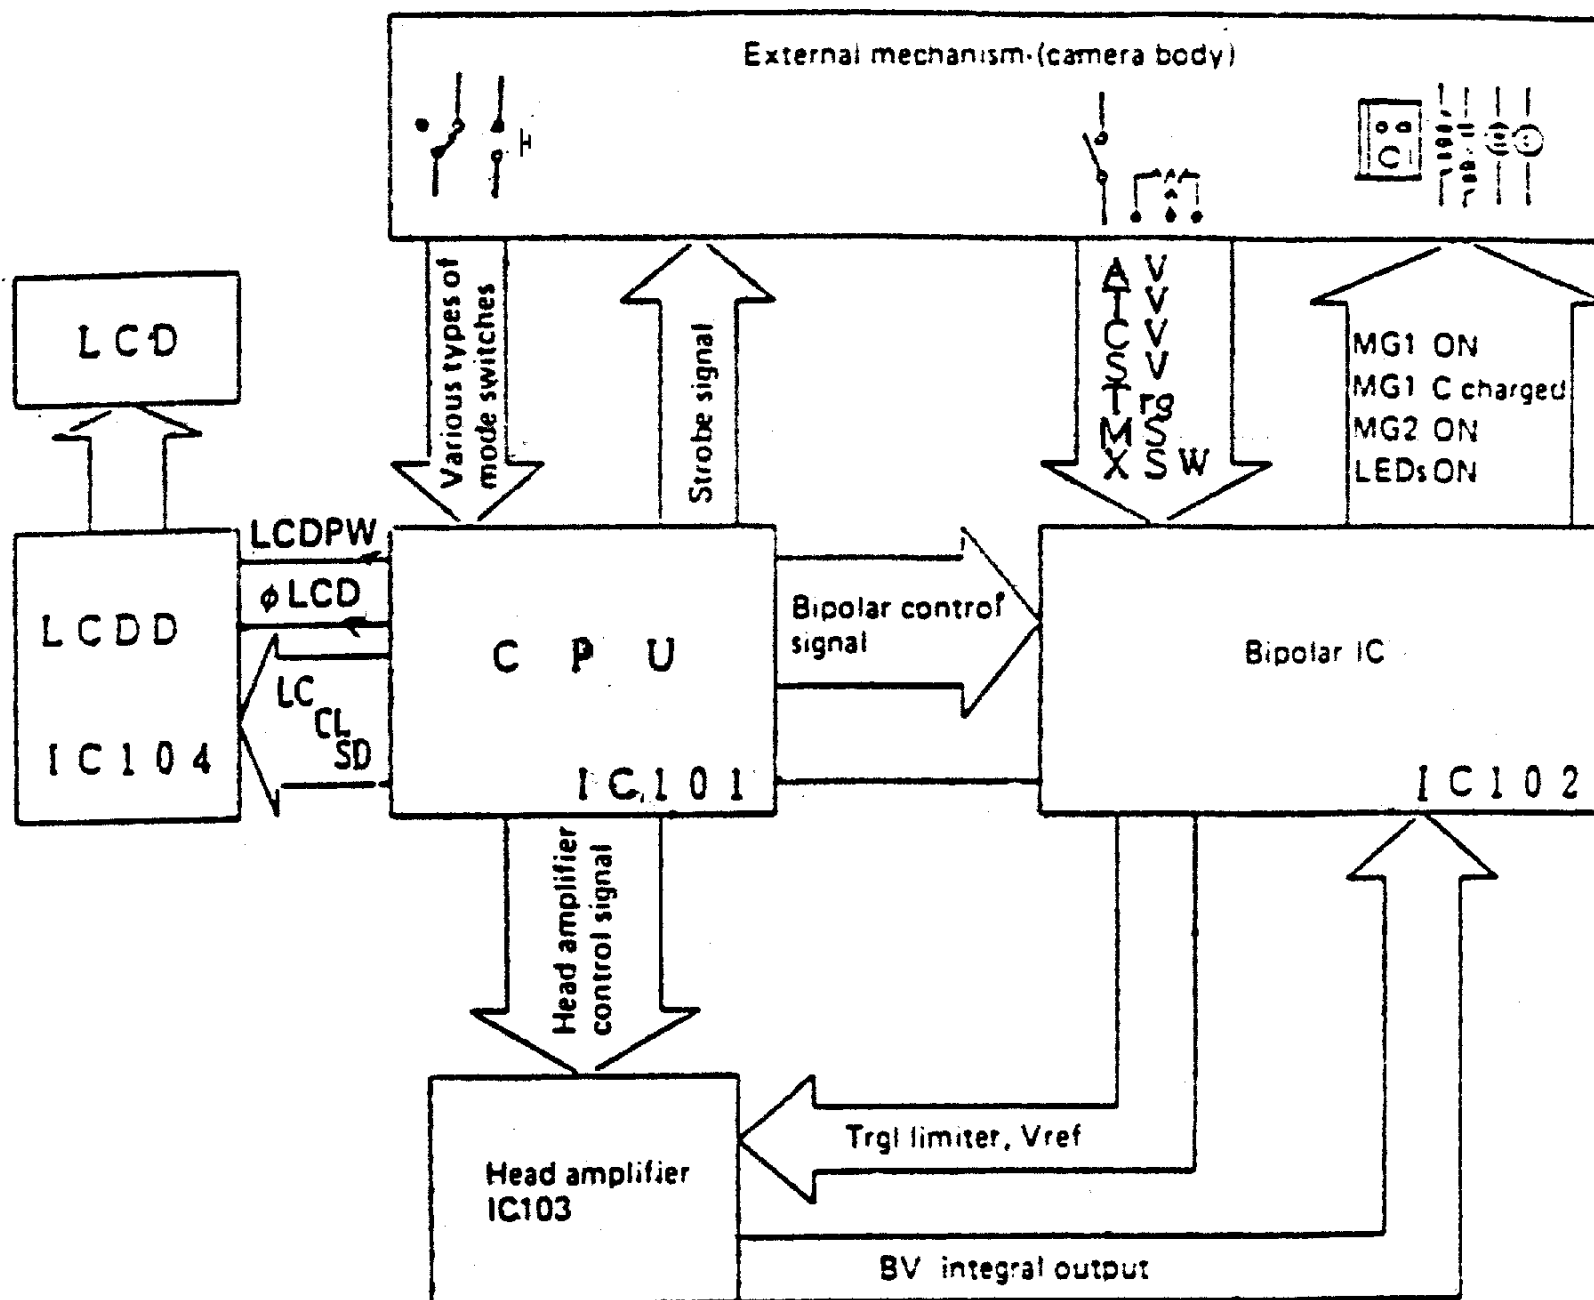 External mechanism (camera body)
Various types of
mode switches
Strobe signal
A V
T V
C V
S V
T rg
M S
X S W
MG1 ON
MG1 C charged
MG2 ON
LEDs ON
LCD
LCDPW
φ LCD
LC
CL
SD
LCDD
IC104
C P U
IC101
Bipolar control
signal
Bipolar IC
IC102
Head amplifier
control signal
Trgl limiter, Vref
Head amplifier
IC103
BV integral output